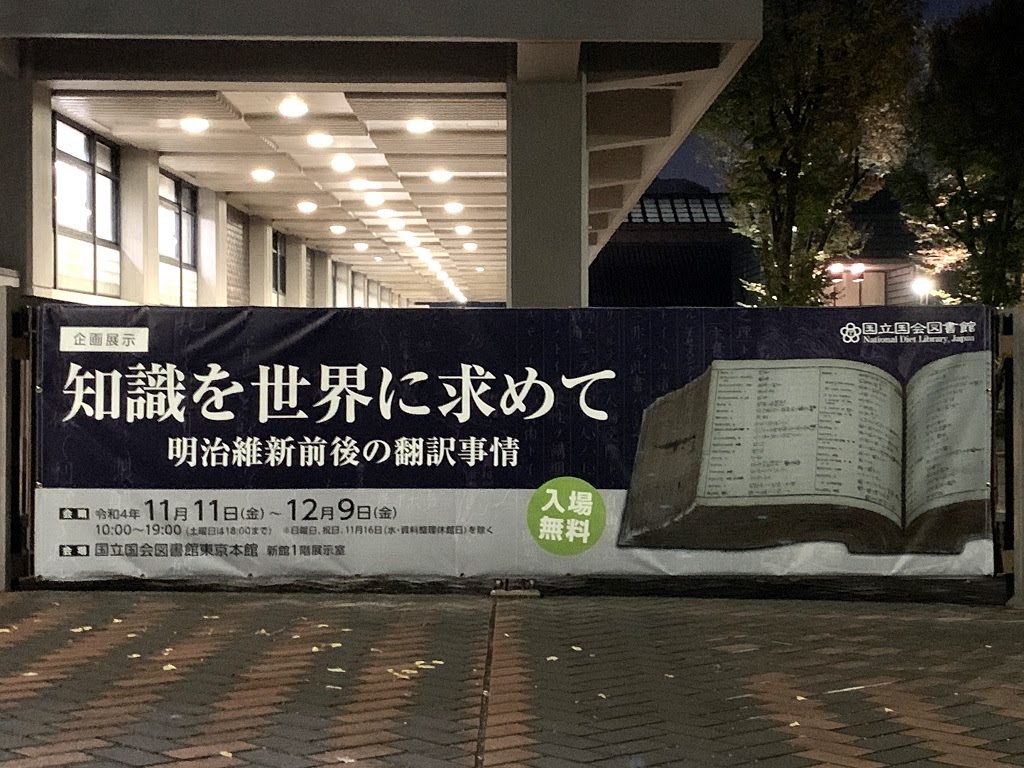 企画展示
知識を世界に求めて
明治維新前後の翻訳事情
国立国会図書館
National Diet Library, Japan
会期 令和4年 11月11日(金)～12月9日(金)
10:00～19:00(土曜日は18:00まで) ※日曜日、祝日、11月16日(水・資料整理休館日)を除く
会場 国立国会図書館東京本館 新館1階展示室
入場
無料